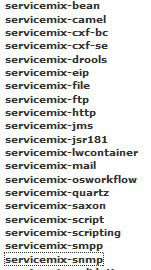 servicemix-bean
servicemix-camel
servicemix-cxf-bc
servicemix-cxf-se
servicemix-drools
servicemix-eip
servicemix-file
servicemix-ftp
servicemix-http
servicemix-jms
servicemix-jsr181
servicemix-lwcontainer
servicemix-mail
servicemix-osworkflow
servicemix-quartz
servicemix-saxon
servicemix-script
servicemix-scripting
servicemix-smpp
servicemix-snmp